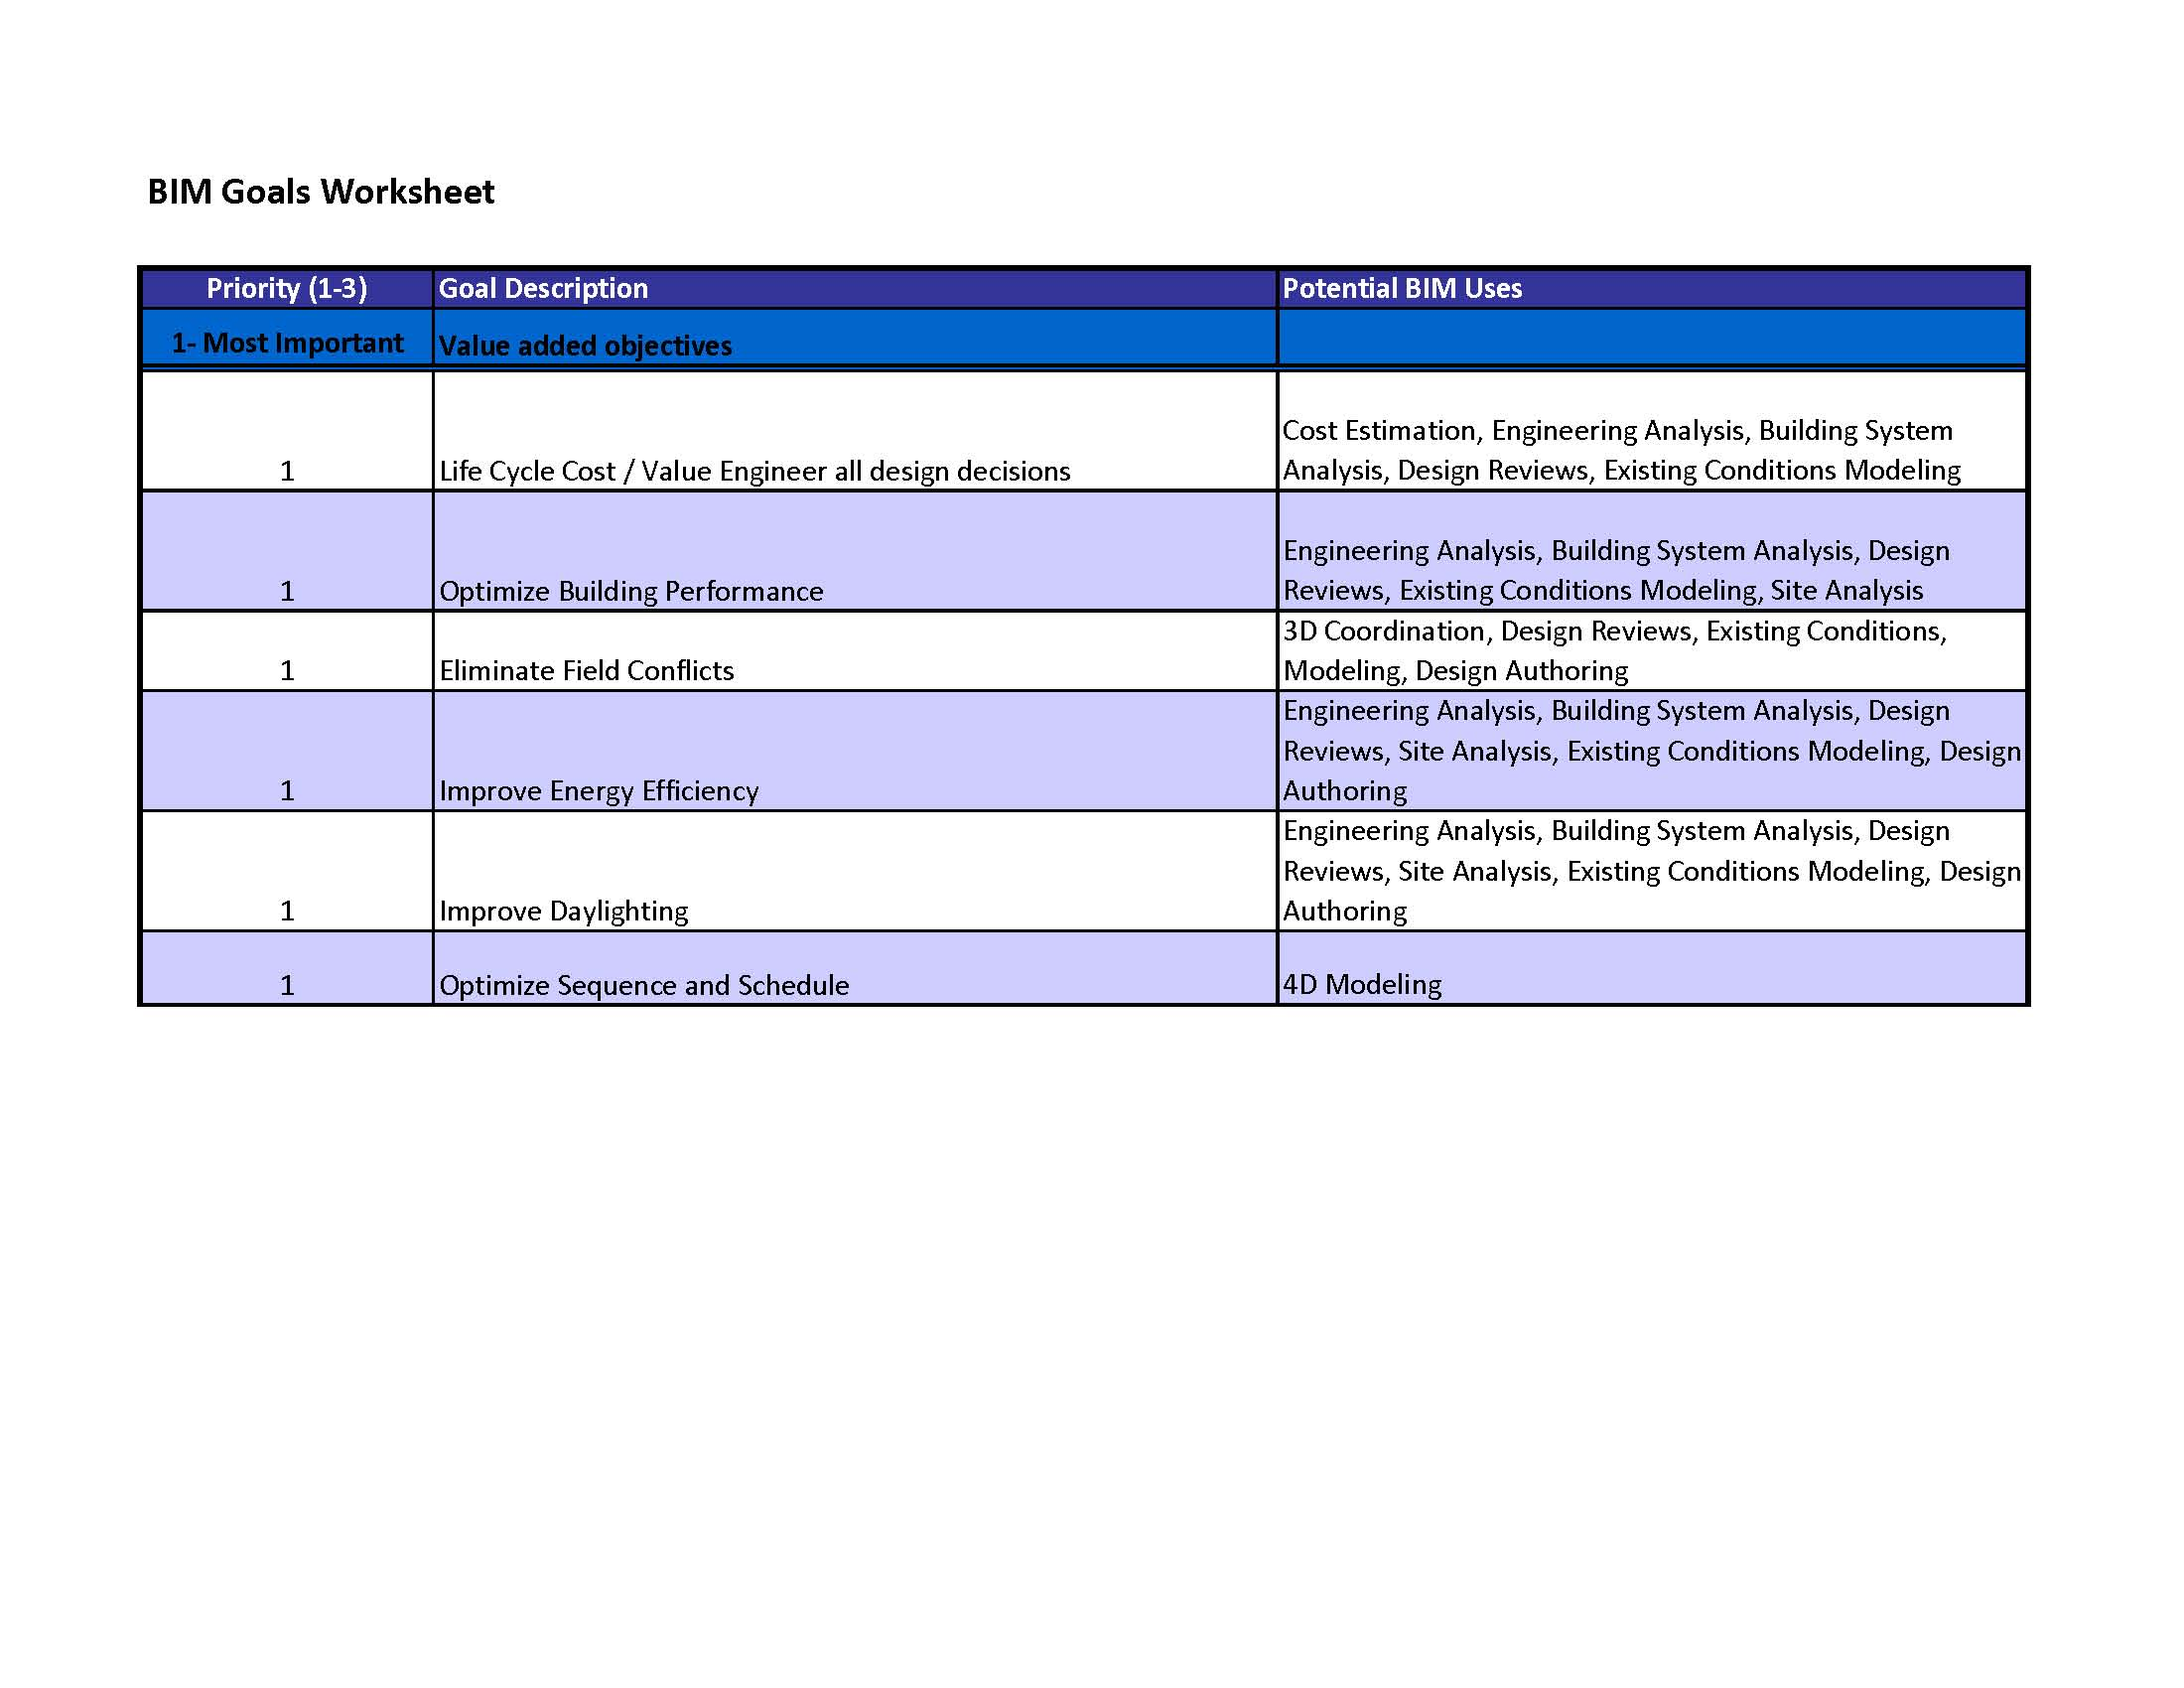 BIM Goals Worksheet
Priority (1-3) Goal Description Potential BIM Uses
1- Most Important Value added objectives
Cost Estimation, Engineering Analysis, Building System
1 Life Cycle Cost / Value Engineer all design decisions Analysis, Design Reviews, Existing Conditions Modeling
Engineering Analysis, Building System Analysis, Design
1 Optimize Building Performance Reviews, Existing Conditions Modeling, Site Analysis
3D Coordination, Design Reviews, Existing Conditions,
1 Eliminate Field Conflicts Modeling, Design Authoring
Engineering Analysis, Building System Analysis, Design
Reviews, Site Analysis, Existing Conditions Modeling, Design
1 Improve Energy Efficiency Authoring
Engineering Analysis, Building System Analysis, Design
Reviews, Site Analysis, Existing Conditions Modeling, Design
1 Improve Daylighting Authoring
1 Optimize Sequence and Schedule 4D Modeling